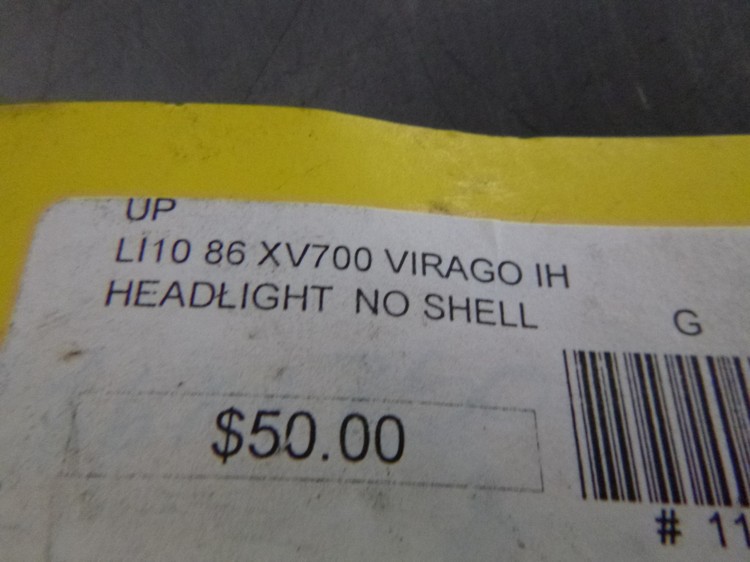 UP
LI10 86 XV700 VIRAGO IH
HEADLIGHT NO SHELL
G
$50.00
# 11